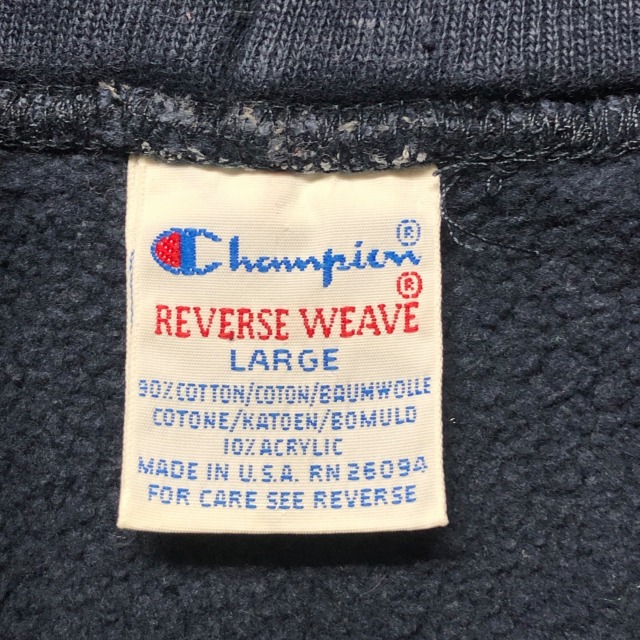 Champion®
REVERSE WEAVE®
LARGE
90% COTTON/COTON/BAUMWOLLE
COTONE/KATOEN/BOMULD
10% ACRYLIC
MADE IN U.S.A. RN 26094
FOR CARE SEE REVERSE